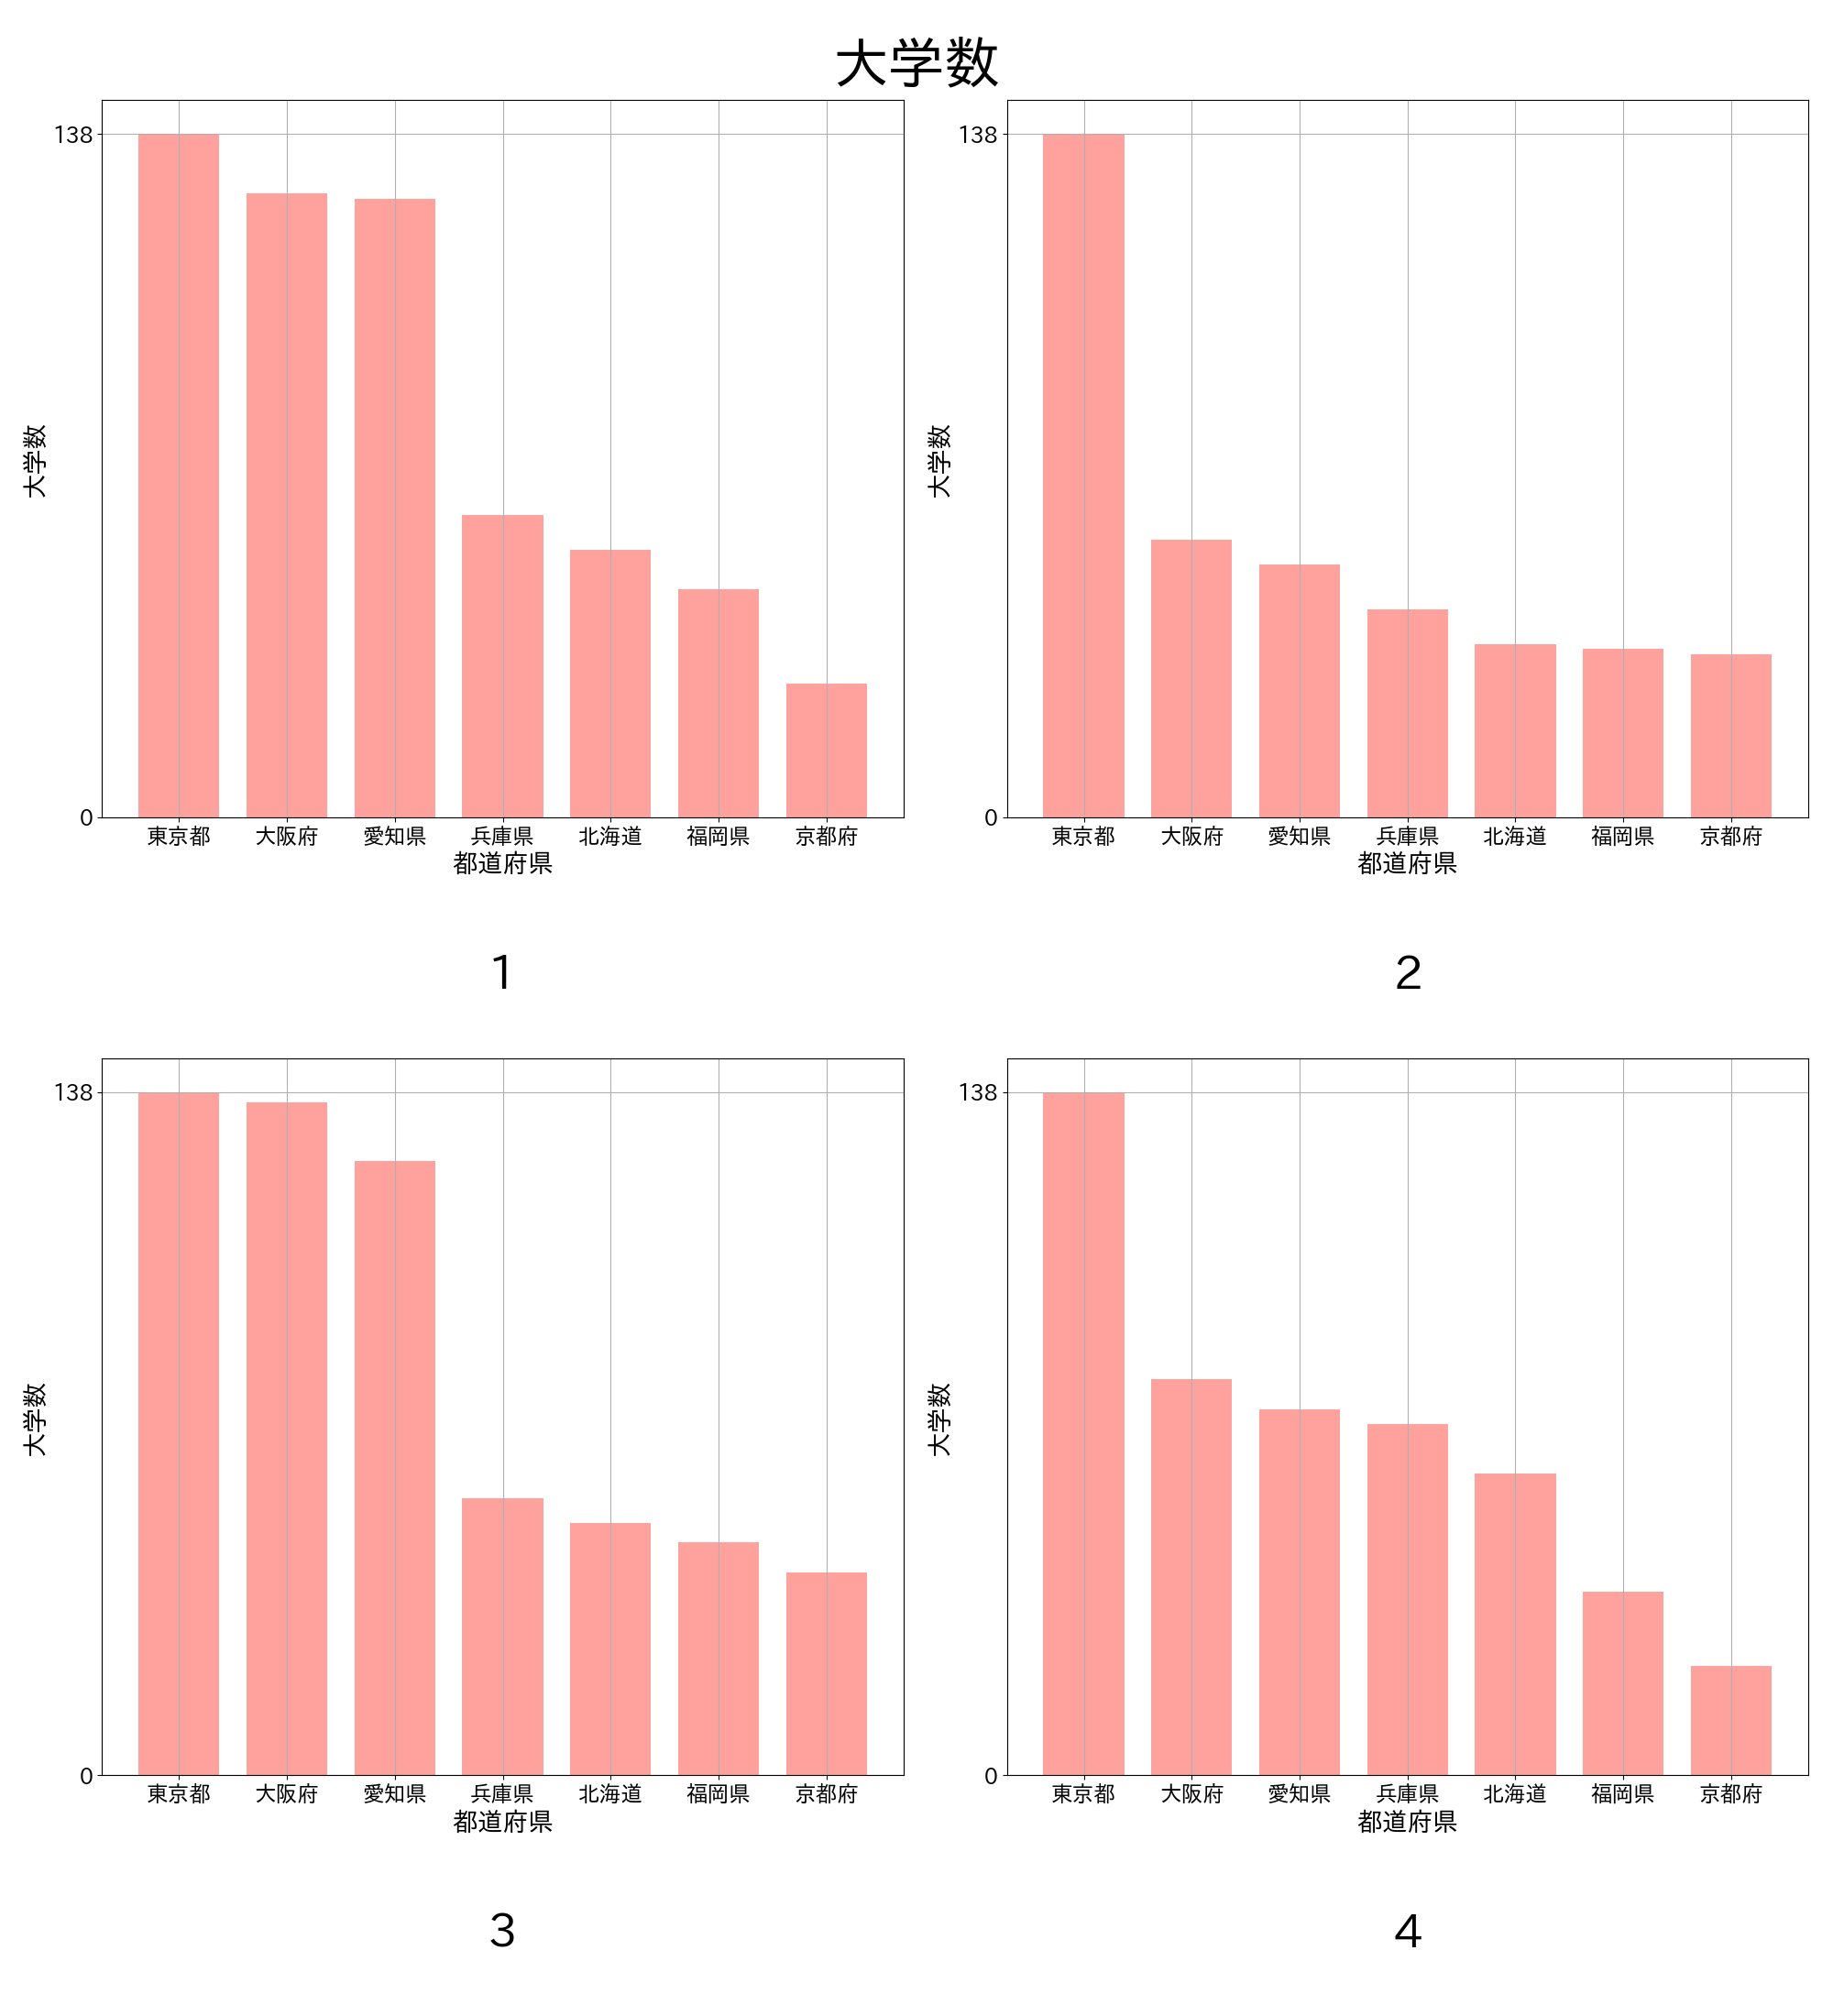 大学数
138
0
大学数
東京都 大阪府 愛知県 兵庫県 北海道 福岡県 京都府
都道府県
1
138
0
大学数
東京都 大阪府 愛知県 兵庫県 北海道 福岡県 京都府
都道府県
2
138
0
大学数
東京都 大阪府 愛知県 兵庫県 北海道 福岡県 京都府
都道府県
3
138
0
大学数
東京都 大阪府 愛知県 兵庫県 北海道 福岡県 京都府
都道府県
4